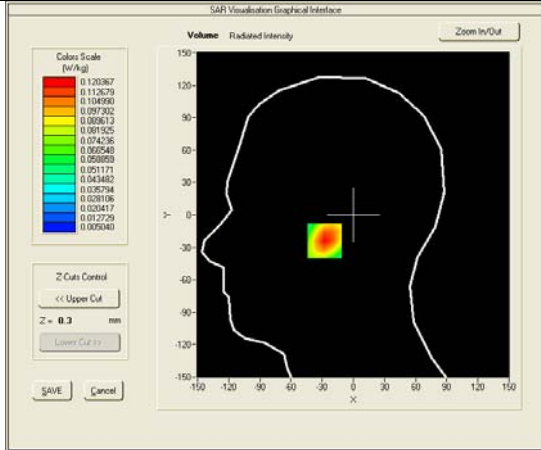 SAR Visualisation Graphical Interface
Volume Radiated Intensity
Zoom In/Out
Colors Scale
(W/kg)
0.120367
0.112679
0.104990
0.097302
0.089613
0.081925
0.074236
0.066548
0.058859
0.051171
0.043482
0.035794
0.028106
0.020417
0.012729
0.005040
Z-Cuts Control
<< Upper Cut
Z = 0.3 mm
Lower Cut >>
SAVE Cancel
150
120
90
60
30
0
-30
-60
-90
-120
-150
Y
-150 -120 -90 -60 -30 0 30 60 90 120 150
X